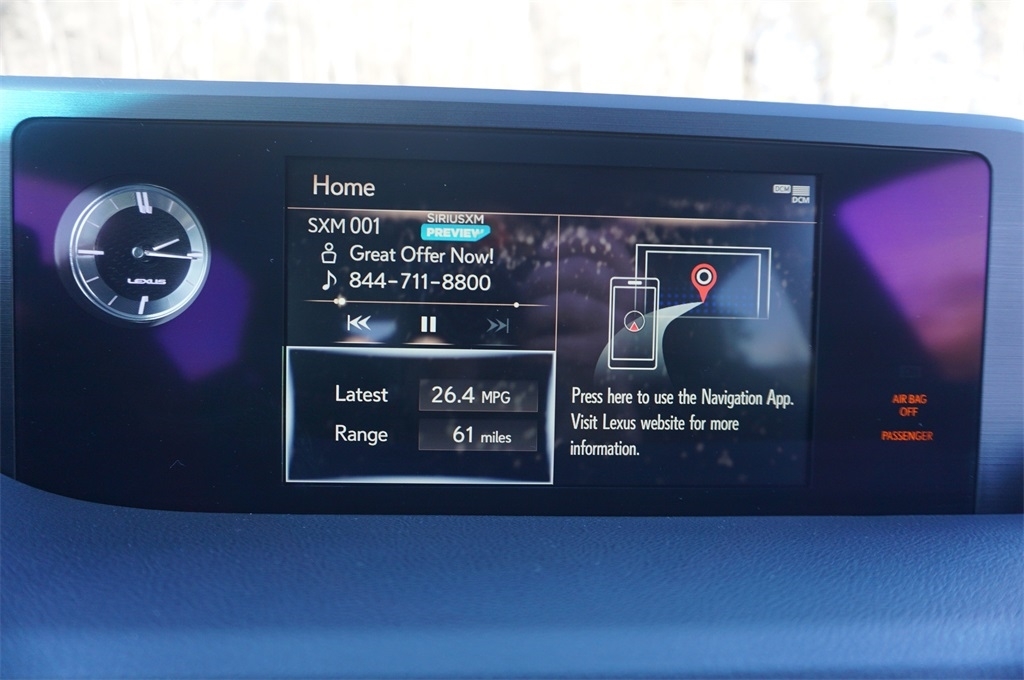 Home
DCM
DCM
SXM 001
SIRIUSXM
PREVIEW
Great Offer Now!
844-711-8800
LEXUS
Latest 26.4 MPG
Range 61 miles
Press here to use the Navigation App.
Visit Lexus website for more
information.
AIR BAG
OFF
PASSENGER